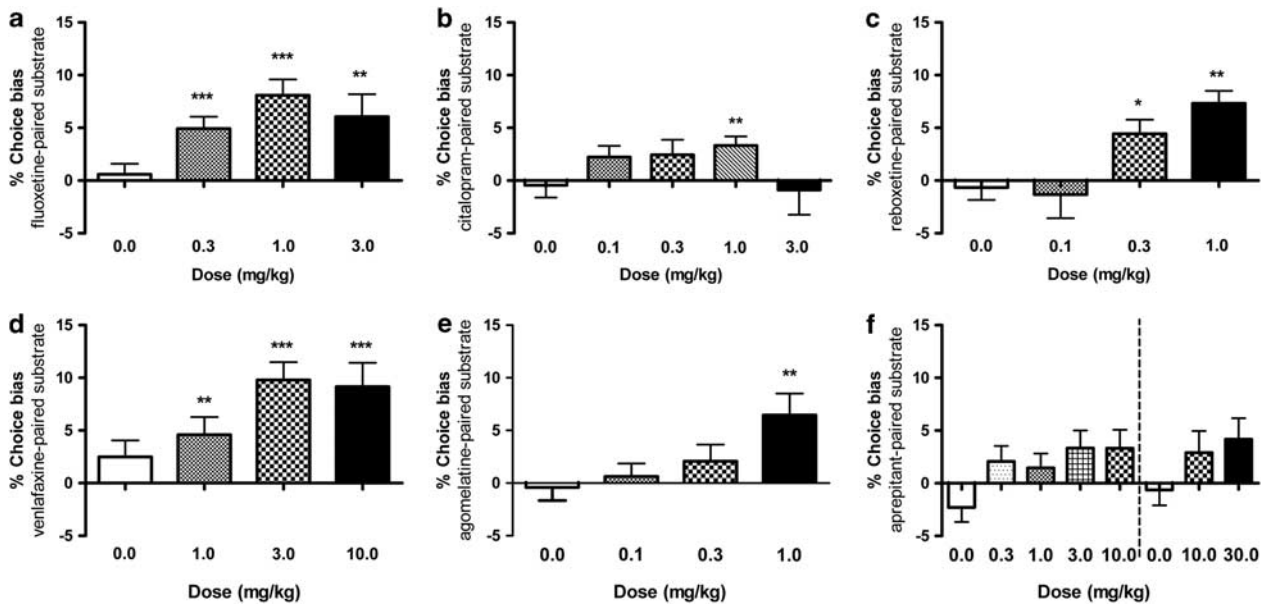 a
% Choice bias
fluoxetine-paired substrate
15
10
5
0
-5
***
***
**
0.0 0.3 1.0 3.0
Dose (mg/kg)
b
% Choice bias
citalopram-paired substrate
15
10
5
0
-5
**
0.0 0.1 0.3 1.0 3.0
Dose (mg/kg)
c
% Choice bias
reboxetine-paired substrate
15
10
5
0
-5
*
**
0.0 0.1 0.3 1.0
Dose (mg/kg)
d
% Choice bias
venlafaxine-paired substrate
15
10
5
0
-5
**
***
***
0.0 1.0 3.0 10.0
Dose (mg/kg)
e
% Choice bias
agomelatine-paired substrate
15
10
5
0
-5
**
0.0 0.1 0.3 1.0
Dose (mg/kg)
f
% Choice bias
aprepitant-paired substrate
15
10
5
0
-5
0.0 0.3 1.0 3.0 10.0 0.0 10.0 30.0
Dose (mg/kg)